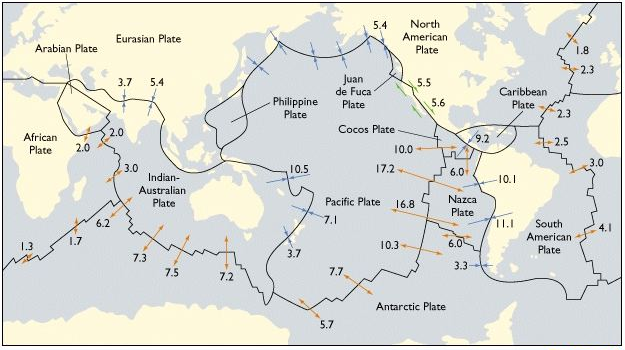 North
American
Plate
5.4
Eurasian Plate
Arabian Plate
1.8
2.3
3.7 5.4
Juan
de Fuca
Plate
5.5
5.6
Caribbean
Plate
2.3
Philippine
Plate
Cocos Plate
9.2
2.5
African
Plate
2.0
2.0
10.0
3.0
Indian-
Australian
Plate
3.0
10.5
17.2
6.0
10.1
Pacific Plate
16.8
Nazca
Plate
7.1
11.1
South
American
Plate
4.1
6.2
1.7
1.3
7.3
7.5
7.2
3.7
10.3
6.0
3.3
7.7
Antarctic Plate
5.7